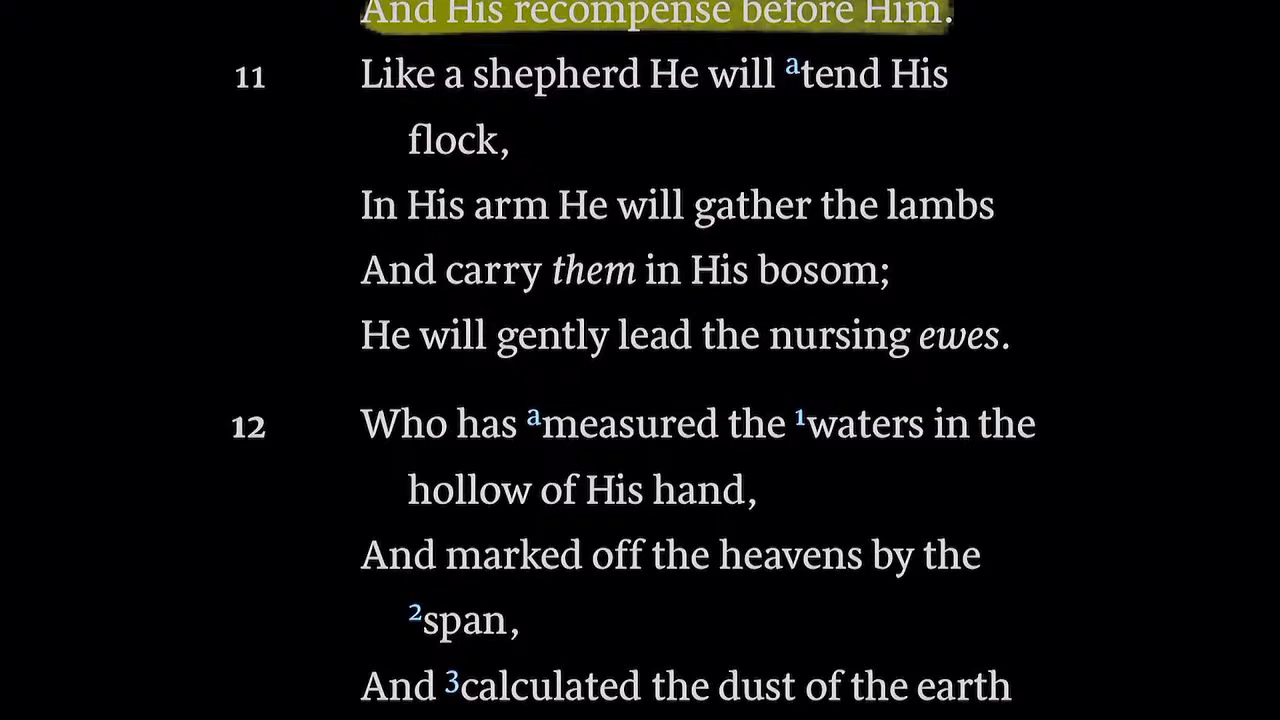 And His recompense before Him.
11 Like a shepherd He will ᵃtend His
flock,
In His arm He will gather the lambs
And carry them in His bosom;
He will gently lead the nursing ewes.
12 Who has ᵃmeasured the ¹waters in the
hollow of His hand,
And marked off the heavens by the
²span,
And ³calculated the dust of the earth